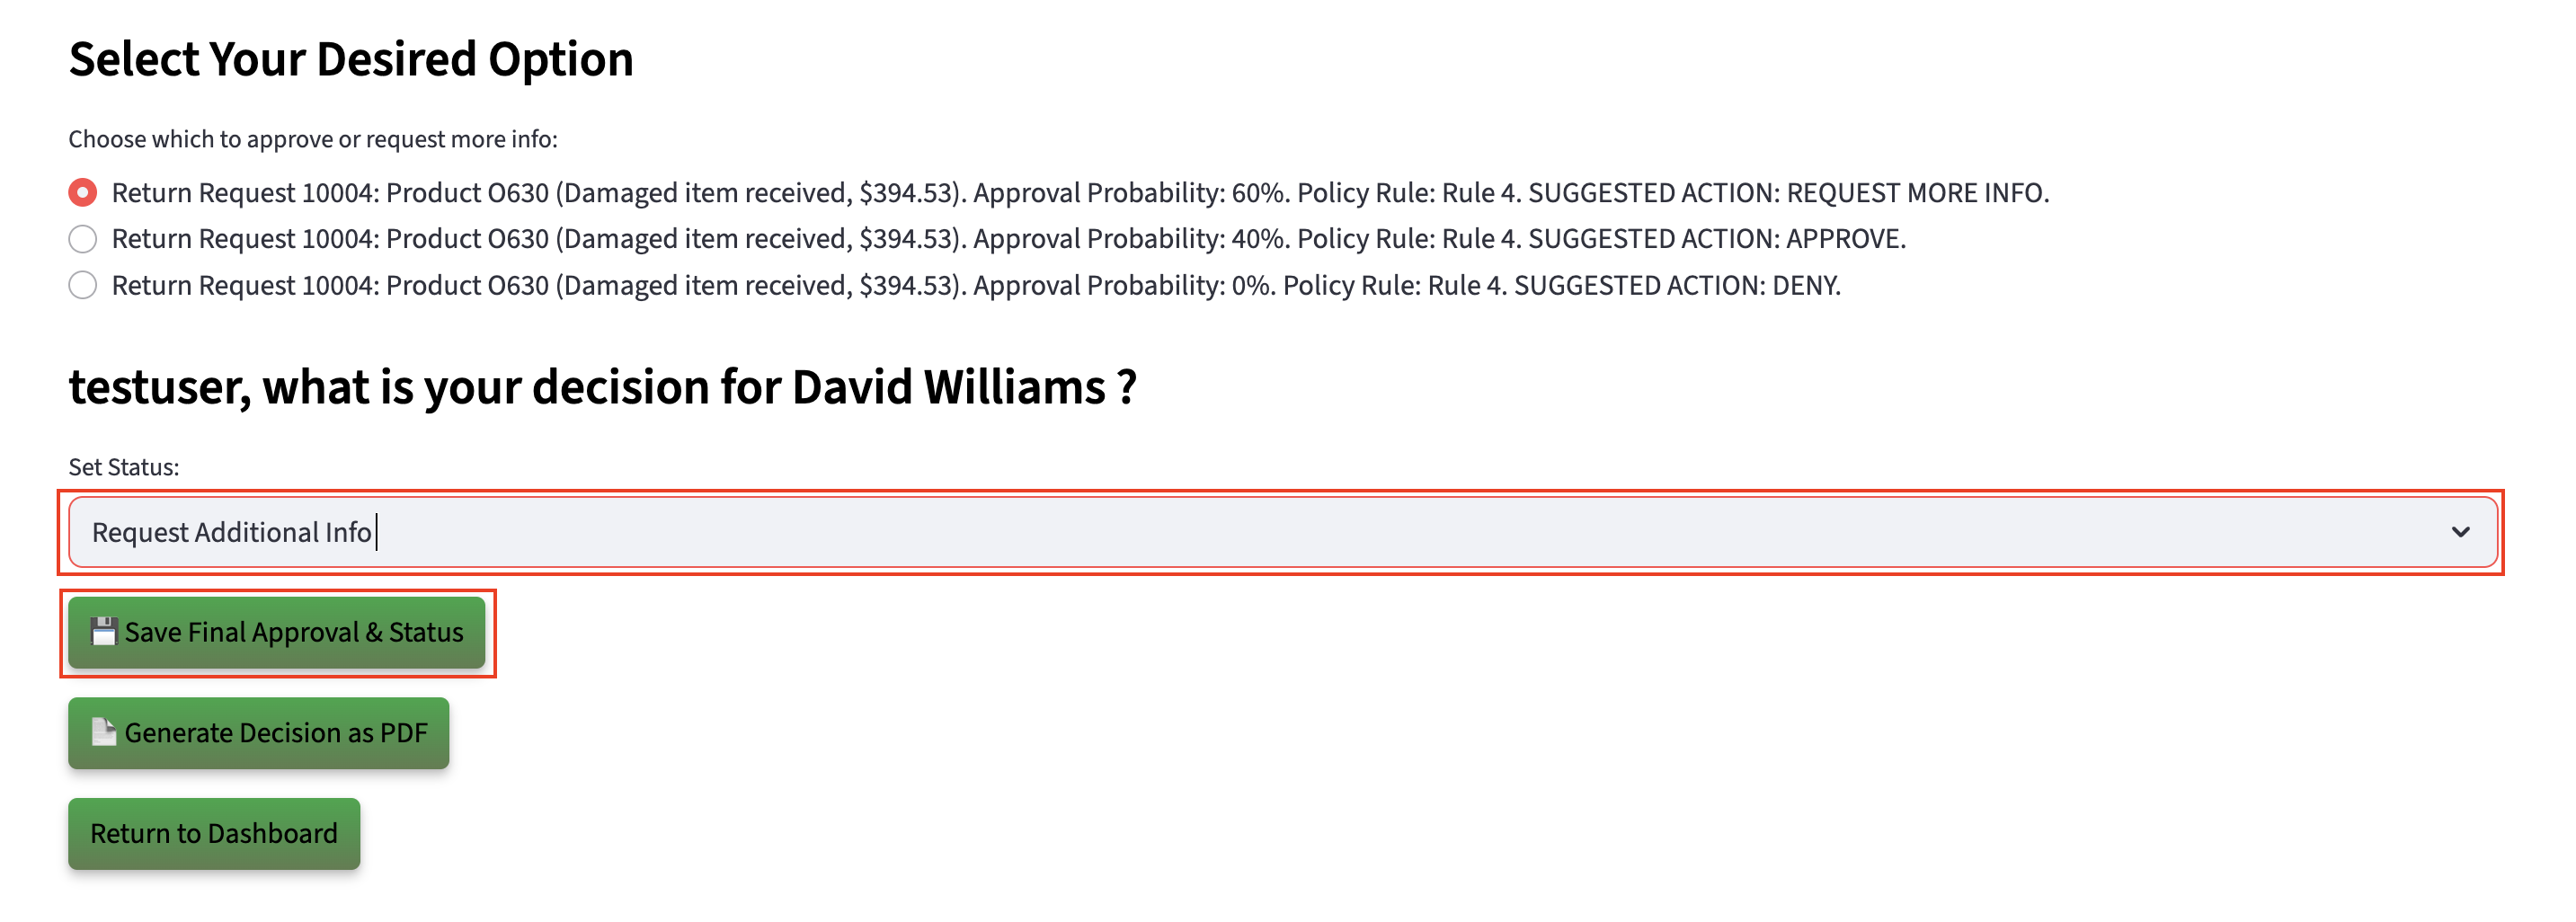 Select Your Desired Option
Choose which to approve or request more info:
Return Request 10004: Product O630 (Damaged item received, $394.53). Approval Probability: 60%. Policy Rule: Rule 4. SUGGESTED ACTION: REQUEST MORE INFO.
Return Request 10004: Product O630 (Damaged item received, $394.53). Approval Probability: 40%. Policy Rule: Rule 4. SUGGESTED ACTION: APPROVE.
Return Request 10004: Product O630 (Damaged item received, $394.53). Approval Probability: 0%. Policy Rule: Rule 4. SUGGESTED ACTION: DENY.
testuser, what is your decision for David Williams ?
Set Status:
Request Additional Info
Save Final Approval & Status
Generate Decision as PDF
Return to Dashboard